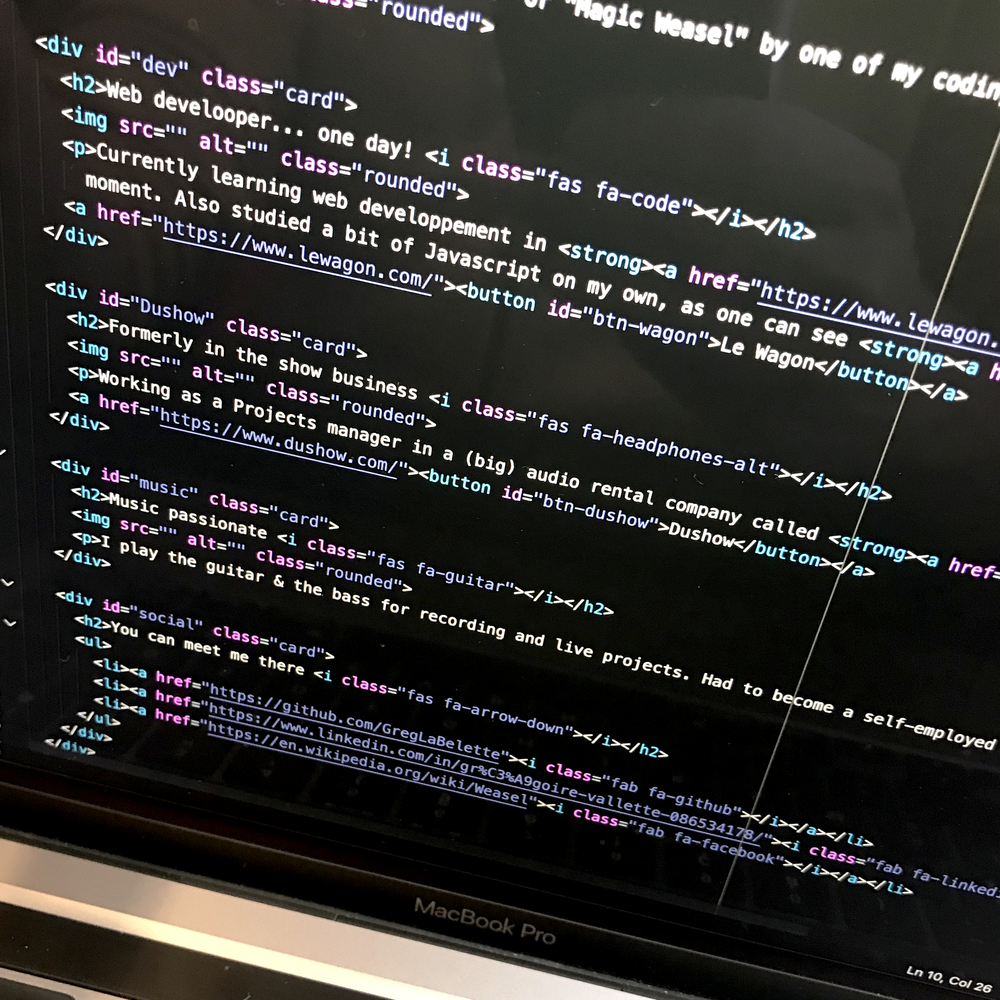 class="rounded">
or "Magic Weasel" by one of my coding
<div id="dev" class="card">
<h2>Web develooper... one day! <i class="fas fa-code"></i></h2>
<img src="" alt="" class="rounded">
<p>Currently learning web developpement in <strong><a href="https://www.lewagon.
moment. Also studied a bit of Javascript on my own, as one can see <strong><a h
<a href="https://www.lewagon.com/"><button id="btn-wagon">Le Wagon</button></a>
</div>
<div id="Dushow" class="card">
<h2>Formerly in the show business <i class="fas fa-headphones-alt"></i></h2>
<img src="" alt="" class="rounded">
<p>Working as a Projects manager in a (big) audio rental company called <strong><a href=
<a href="https://www.dushow.com/"><button id="btn-dushow">Dushow</button></a>
</div>
<div id="music" class="card">
<h2>Music passionate <i class="fas fa-guitar"></i></h2>
<img src="" alt="" class="rounded">
<p>I play the guitar & the bass for recording and live projects. Had to become a self-employed
</div>
<div id="social" class="card">
<h2>You can meet me there <i class="fas fa-arrow-down"></i></h2>
<ul>
<li><a href="https://github.com/GregLaBelette"><i class="fab fa-github"></i></a></li>
<li><a href="https://www.linkedin.com/in/gr%C3%A9goire-vallette-086534178/"><i class="fab fa-linkedi
<li><a href="https://en.wikipedia.org/wiki/Weasel"><i class="fab fa-facebook"></i></a></li>
</ul>
</div>
</div>
MacBook Pro
Ln 10, Col 26